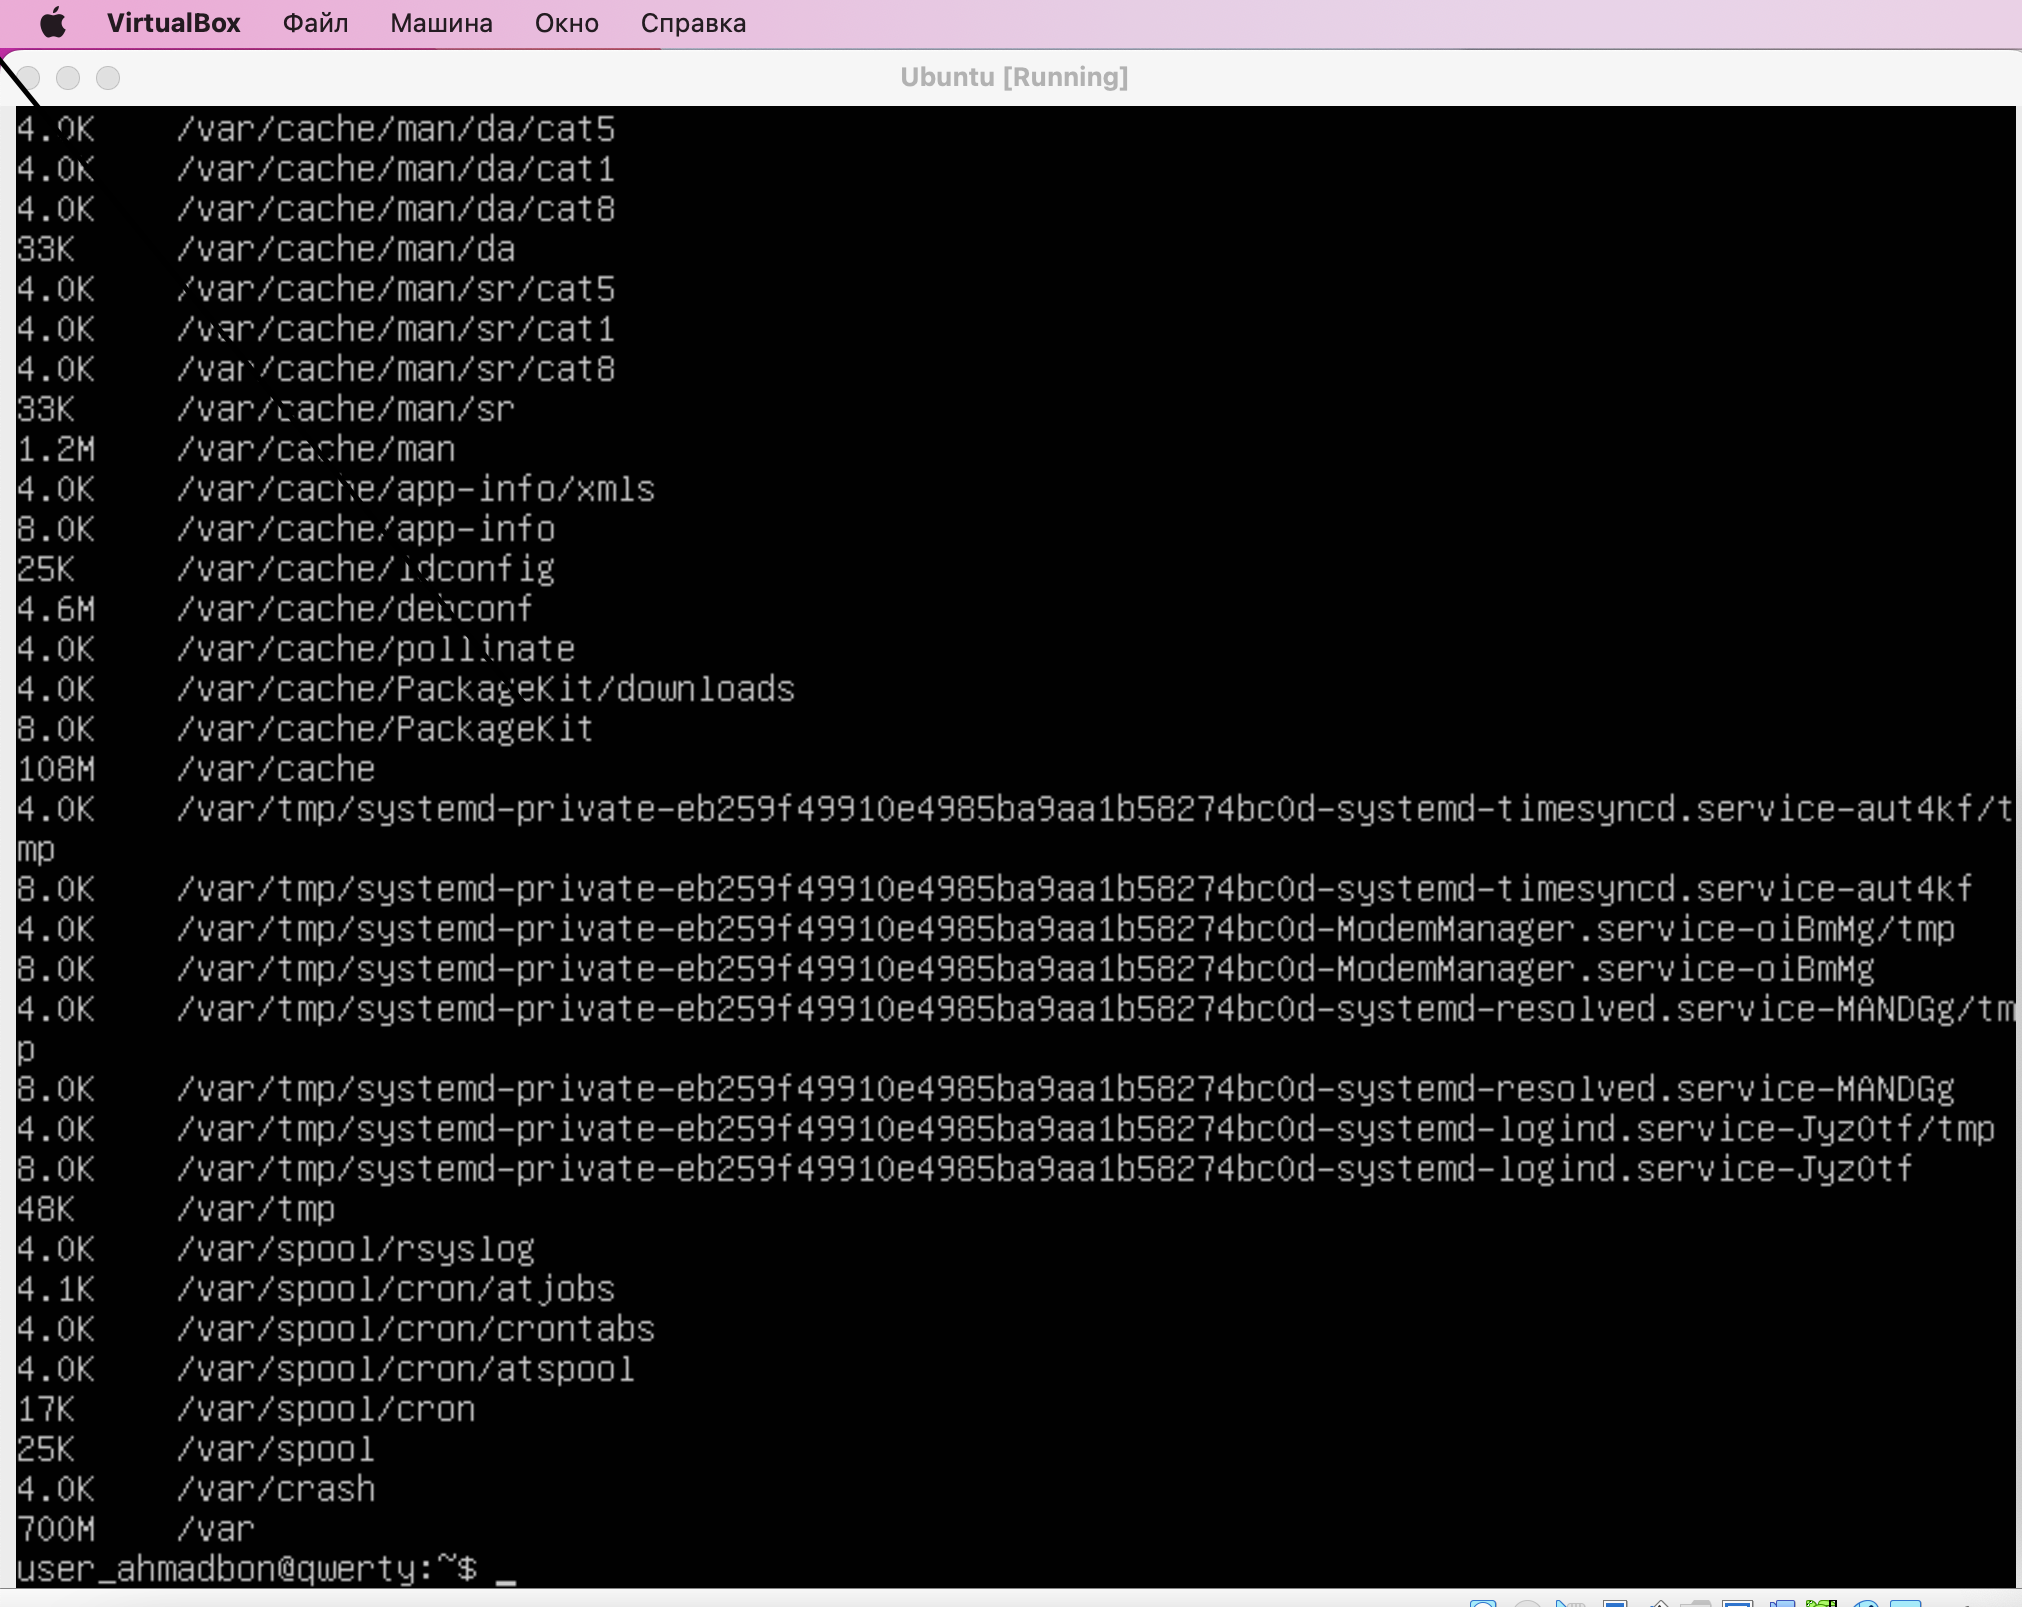 VirtualBox Файл Машина Окно Справка
Ubuntu [Running]
4.0K /var/cache/man/da/cat5
4.0K /var/cache/man/da/cat1
4.0K /var/cache/man/da/cat8
33K /var/cache/man/da
4.0K /var/cache/man/sr/cat5
4.0K /var/cache/man/sr/cat1
4.0K /var/cache/man/sr/cat8
33K /var/cache/man/sr
1.2M /var/cache/man
4.0K /var/cache/app-info/xmls
8.0K /var/cache/app-info
25K /var/cache/ldconfig
4.6M /var/cache/debconf
4.0K /var/cache/pollinate
4.0K /var/cache/PackageKit/downloads
8.0K /var/cache/PackageKit
108M /var/cache
4.0K /var/tmp/systemd-private-eb259f49910e4985ba9aa1b58274bc0d-systemd-timesyncd.service-aut4kf/t
mp
8.0K /var/tmp/systemd-private-eb259f49910e4985ba9aa1b58274bc0d-systemd-timesyncd.service-aut4kf
4.0K /var/tmp/systemd-private-eb259f49910e4985ba9aa1b58274bc0d-ModemManager.service-oiBmMg/tmp
8.0K /var/tmp/systemd-private-eb259f49910e4985ba9aa1b58274bc0d-ModemManager.service-oiBmMg
4.0K /var/tmp/systemd-private-eb259f49910e4985ba9aa1b58274bc0d-systemd-resolved.service-MANDGg/tm
p
8.0K /var/tmp/systemd-private-eb259f49910e4985ba9aa1b58274bc0d-systemd-resolved.service-MANDGg
4.0K /var/tmp/systemd-private-eb259f49910e4985ba9aa1b58274bc0d-systemd-logind.service-JyzOtf/tmp
8.0K /var/tmp/systemd-private-eb259f49910e4985ba9aa1b58274bc0d-systemd-logind.service-JyzOtf
48K /var/tmp
4.0K /var/spool/rsyslog
4.1K /var/spool/cron/atjobs
4.0K /var/spool/cron/crontabs
4.0K /var/spool/cron/atspool
17K /var/spool/cron
25K /var/spool
4.0K /var/crash
700M /var
user_ahmadbon@qwerty:~$ _